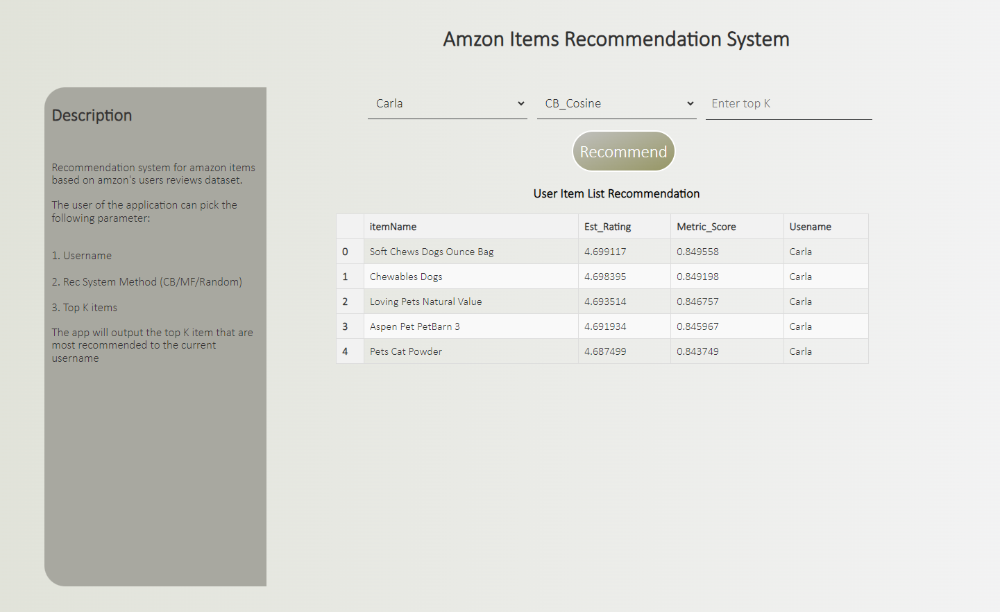 Amzon Items Recommendation System
Description
Recommendation system for amazon items
based on amzon's users reviews dataset.
The user of the application can pick the
following parameter:
1. Username
2. Rec System Method (CB/MF/Random)
3. Top K items
The app will output the top K item that are
most recommended to the current
username
Carla CB_Cosine Enter top K
Recommend
User Item List Recommendation
itemName Est_Rating Metric_Score Usename
0 Soft Chews Dogs Ounce Bag 4.699117 0.849558 Carla
1 Chewables Dogs 4.698395 0.849198 Carla
2 Loving Pets Natural Value 4.693514 0.846757 Carla
3 Aspen Pet PetBarn 3 4.691934 0.845967 Carla
4 Pets Cat Powder 4.687499 0.843749 Carla